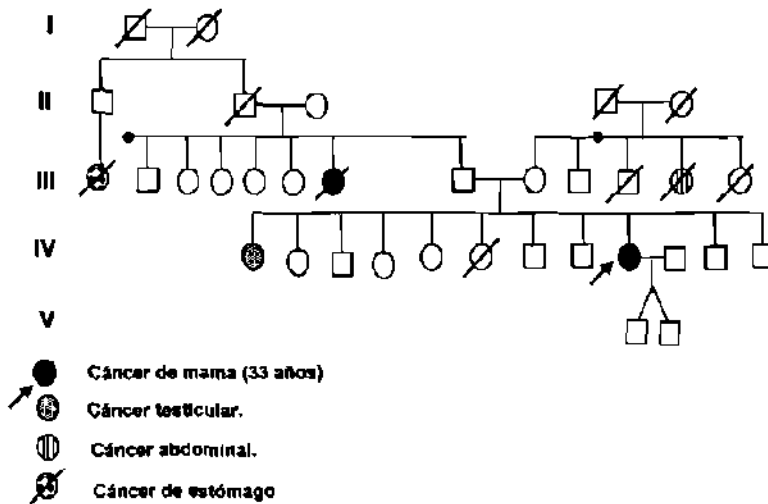 I
II
III
IV
V
Cáncer de mama (33 años)
Cáncer testicular.
Cáncer abdominal.
Cáncer de estómago